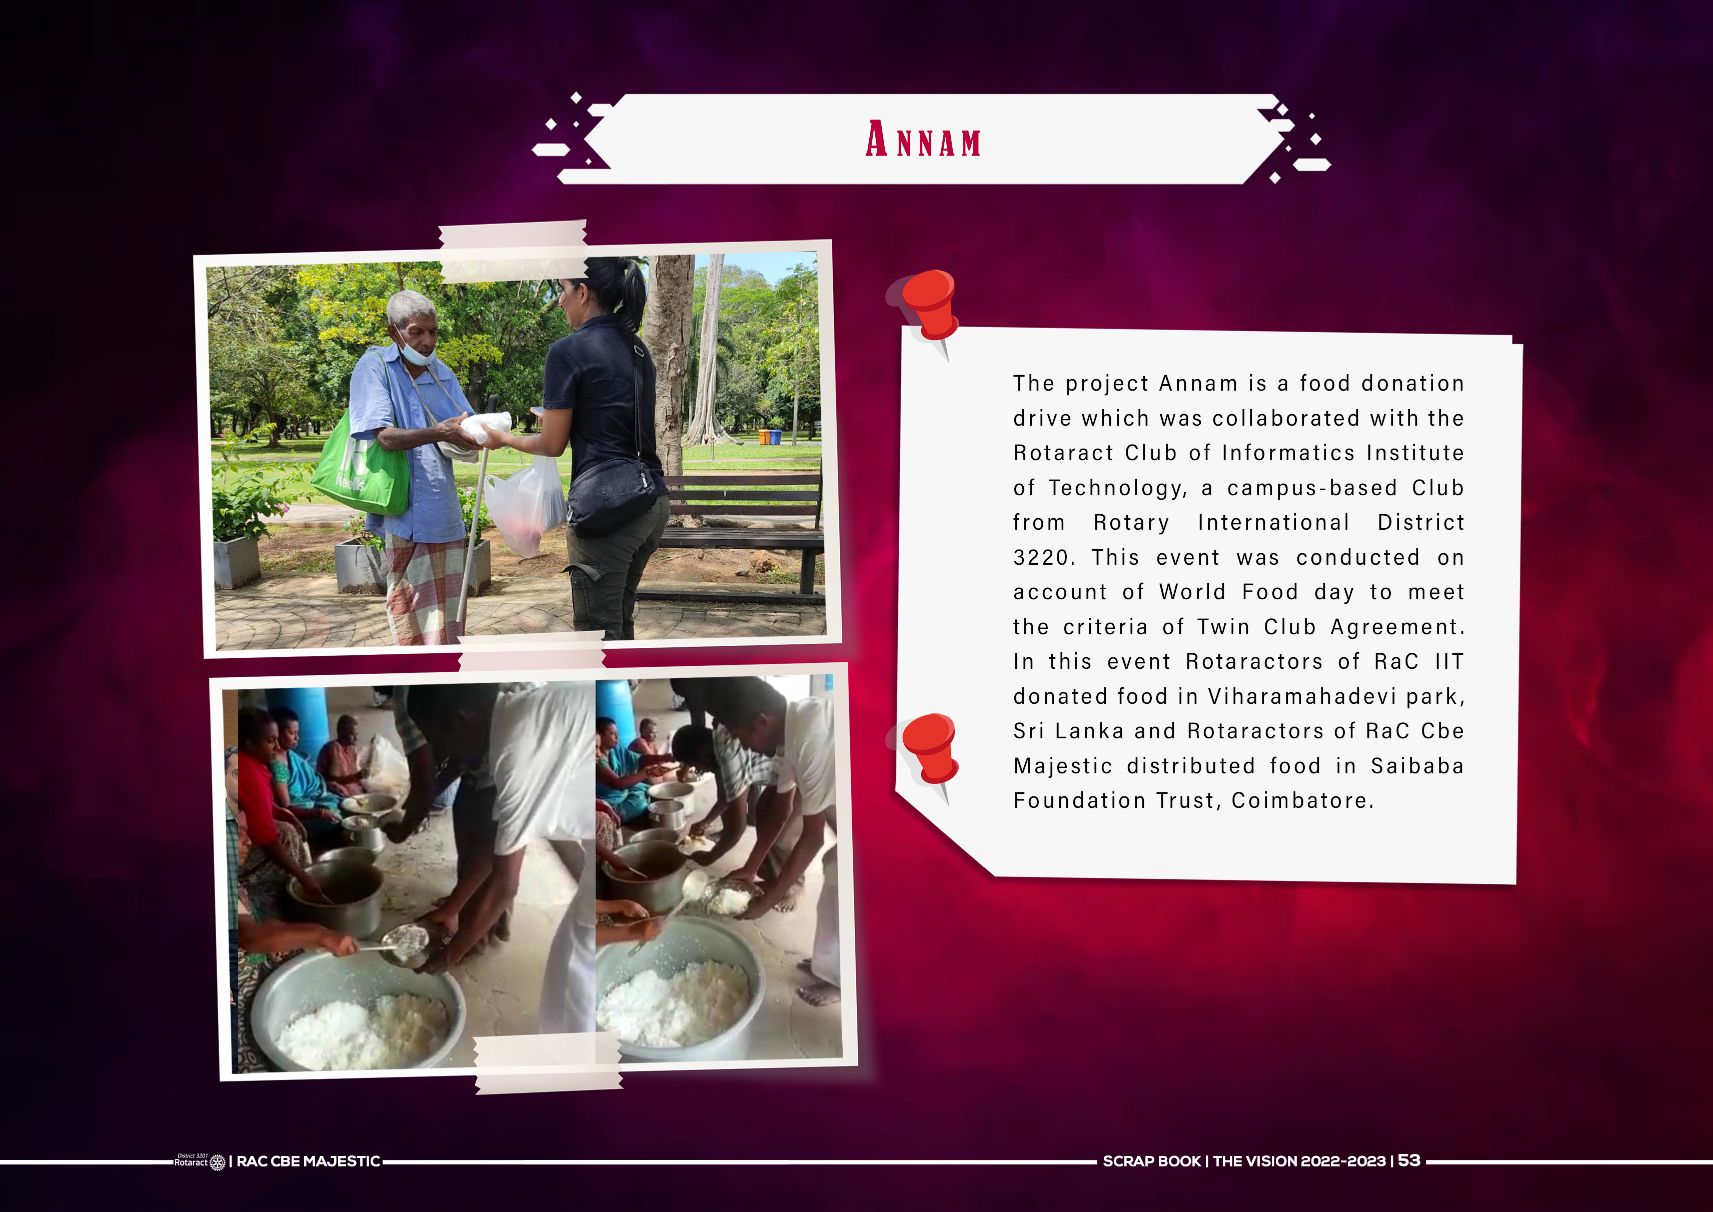 ANNAM
The project Annam is a food donation
drive which was collaborated with the
Rotaract Club of Informatics Institute
of Technology, a campus-based Club
from Rotary International District
3220. This event was conducted on
account of World Food day to meet
the criteria of Twin Club Agreement.
In this event Rotaractors of RaC IIT
donated food in Viharamahadevi park,
Sri Lanka and Rotaractors of RaC Cbe
Majestic distributed food in Saibaba
Foundation Trust, Coimbatore.
District 3201
Rotaract | RAC CBE MAJESTIC
SCRAP BOOK | THE VISION 2022-2023 | 53